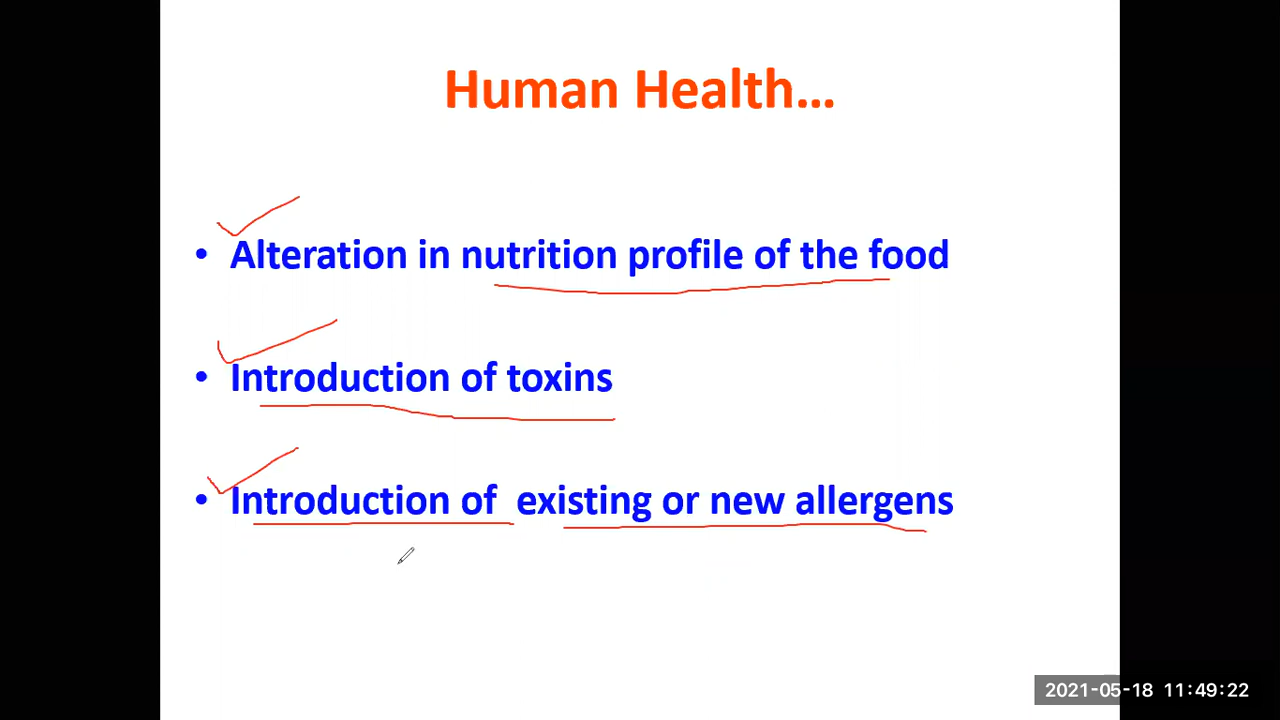 Human Health...
• Alteration in nutrition profile of the food
• Introduction of toxins
• Introduction of  existing or new allergens
2021-05-18 11:49:22